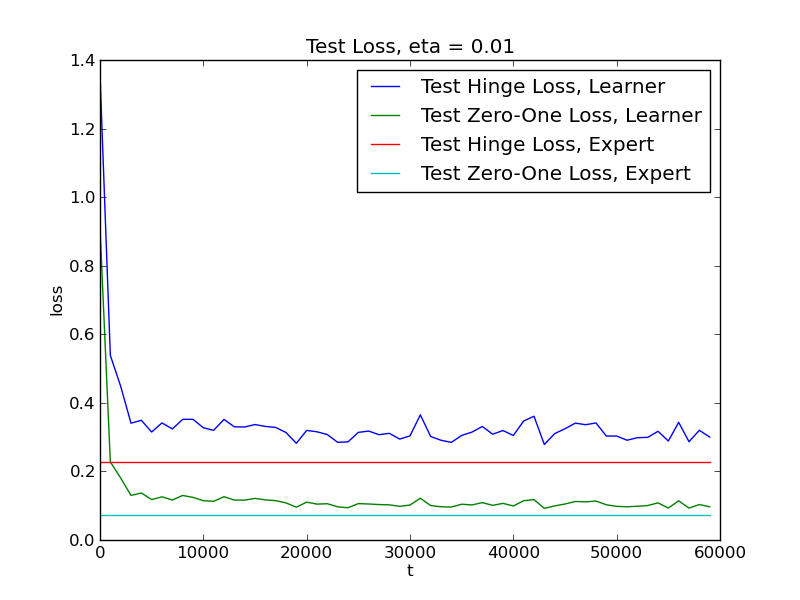 Test Loss, eta = 0.01
1.4
1.2
1.0
0.8
0.6
0.4
0.2
0.0
loss
Test Hinge Loss, Learner
Test Zero-One Loss, Learner
Test Hinge Loss, Expert
Test Zero-One Loss, Expert
0 10000 20000 30000 40000 50000 60000
t